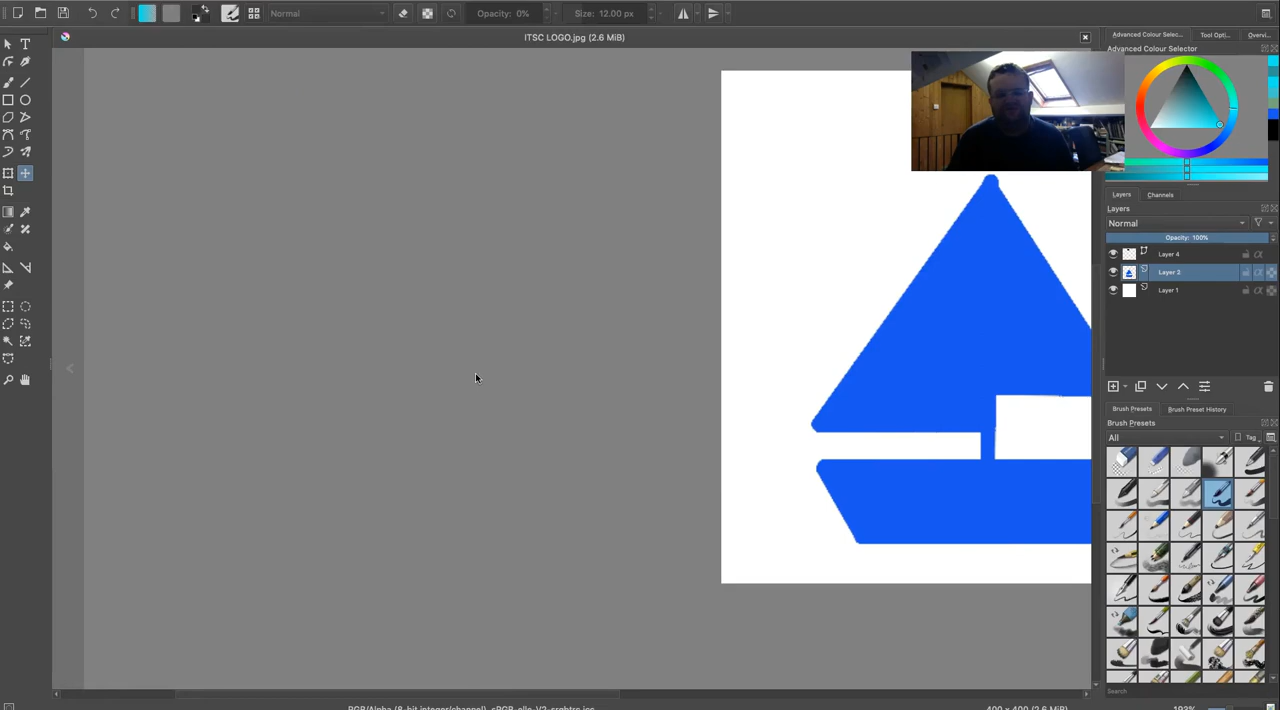 Normal
Opacity: 0%
Size: 12.00 px
ITSC LOGO.jpg (2.6 MiB)
Advanced Colour Selec...
Tool Opti...
Overvi...
Advanced Colour Selector
Layers
Channels
Layers
Normal
Opacity: 100%
Layer 4
Layer 2
Layer 1
Brush Presets
Brush Preset History
Brush Presets
All
Tag
Search
400 x 400 (2.6 MiB)
193%